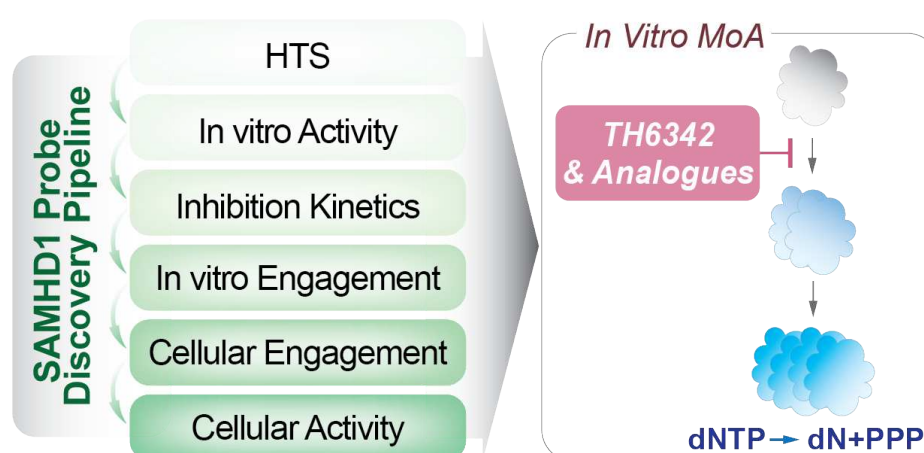 SAMHD1 Probe
Discovery Pipeline
HTS
In vitro Activity
Inhibition Kinetics
In vitro Engagement
Cellular Engagement
Cellular Activity
In Vitro MoA
TH6342
& Analogues
dNTP → dN+PPP